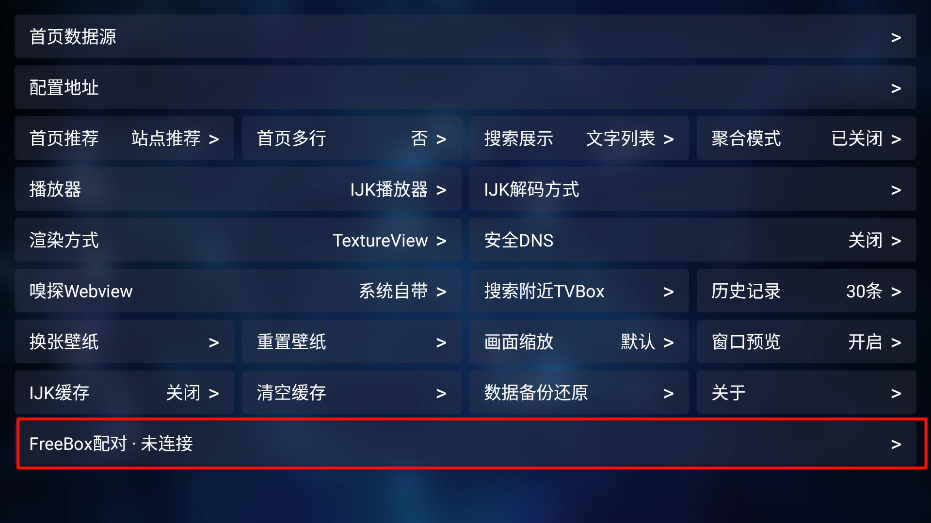 首页数据源 >
配置地址 >
首页推荐 站点推荐 > 首页多行 否 > 搜索展示 文字列表 > 聚合模式 已关闭 >
播放器 IJK播放器 > IJK解码方式 >
渲染方式 TextureView > 安全DNS 关闭 >
嗅探Webview 系统自带 > 搜索附近TVBox > 历史记录 30条 >
换张壁纸 > 重置壁纸 > 画面缩放 默认 > 窗口预览 开启 >
IJK缓存 关闭 > 清空缓存 > 数据备份还原 > 关于 >
FreeBox配对 · 未连接 >